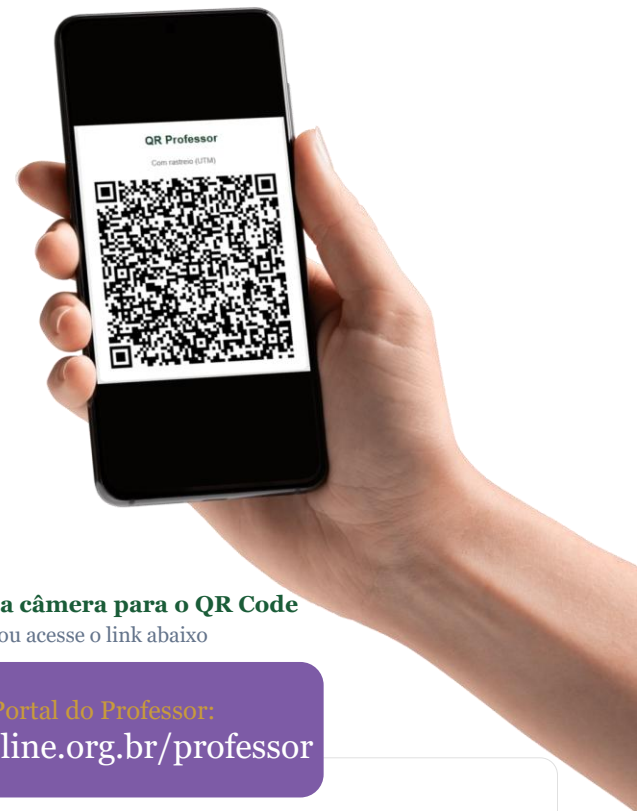 QR Professor
Com rastreio (UTM)
a câmera para o QR Code
ou acesse o link abaixo
Portal do Professor:
line.org.br/professor